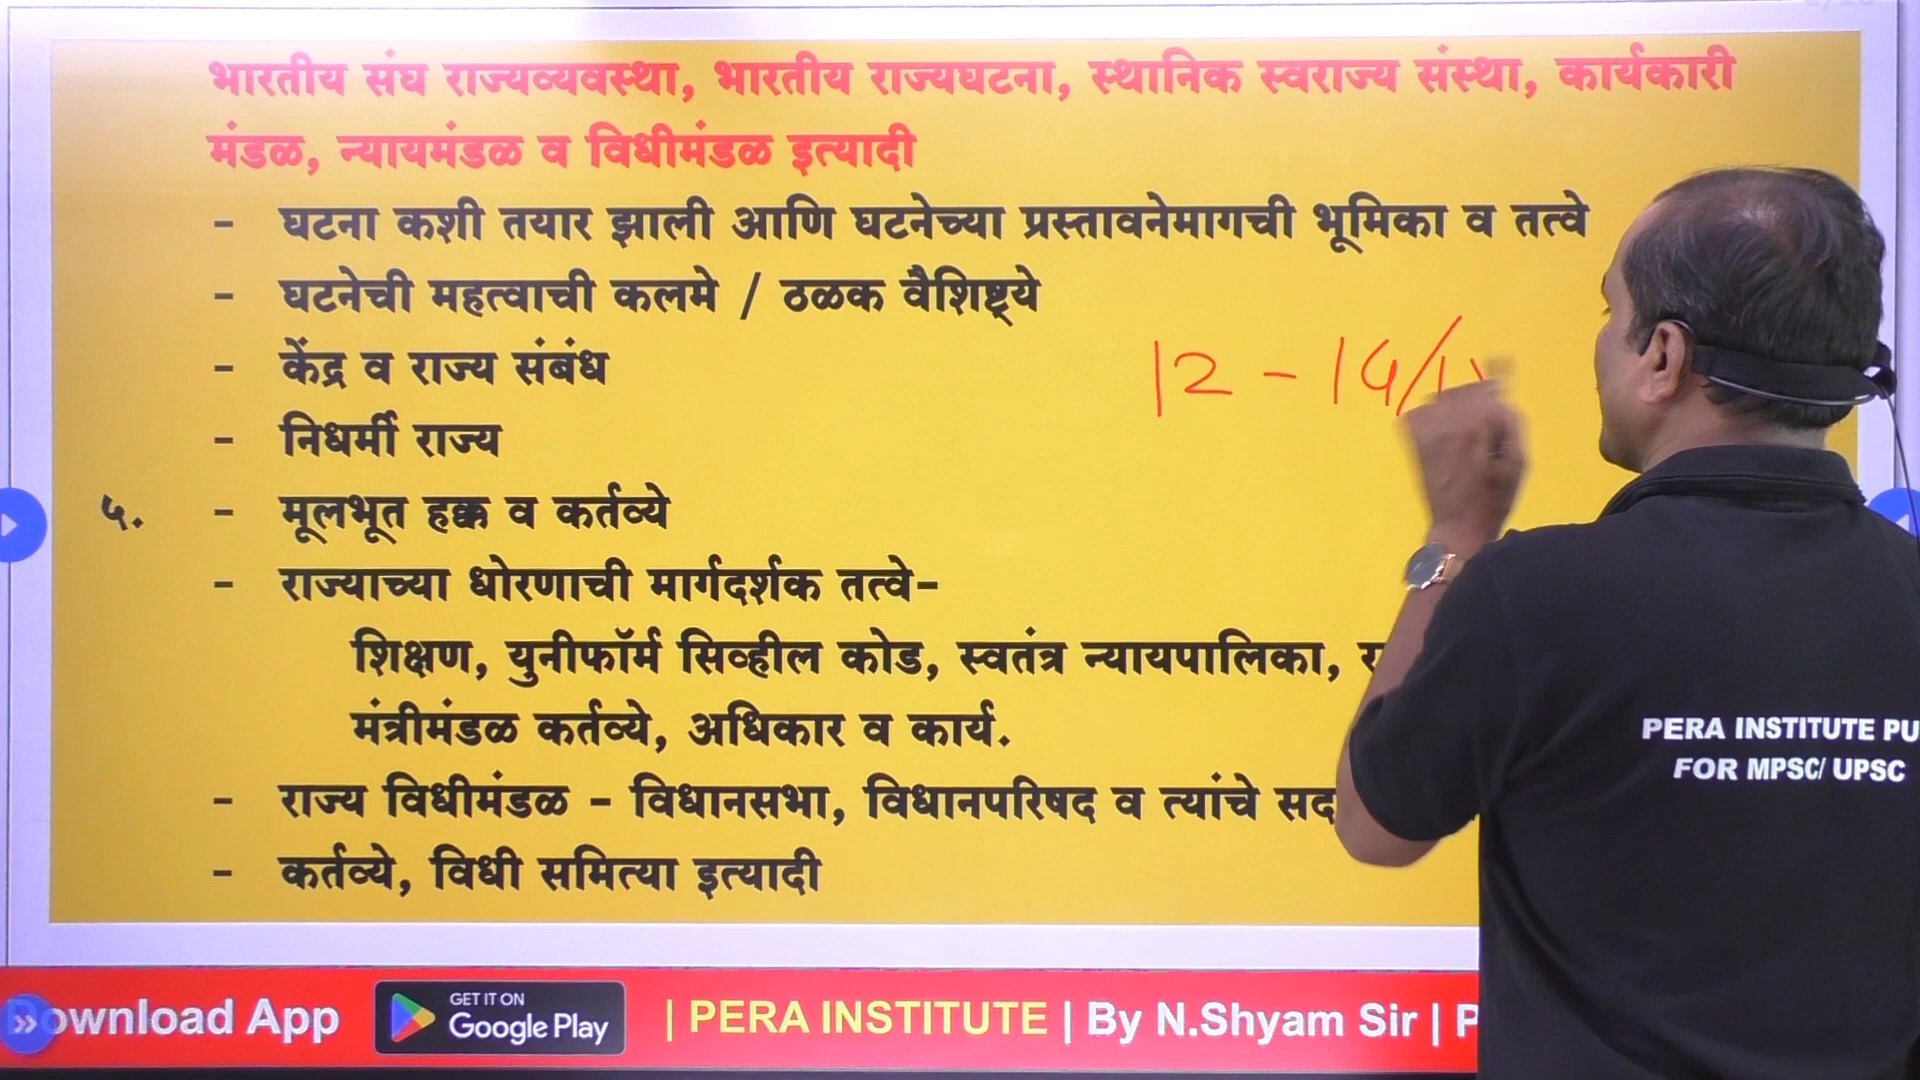 भारतीय संघ राज्यव्यवस्था, भारतीय राज्यघटना, स्थानिक स्वराज्य संस्था, कार्यकारी
मंडळ, न्यायमंडळ व विधीमंडळ इत्यादी
- घटना कशी तयार झाली आणि घटनेच्या प्रस्तावनेमागची भूमिका व तत्वे
- घटनेची महत्वाची कलमे / ठळक वैशिष्ट्ये
- केंद्र व राज्य संबंध
12 - 14/
- निधर्मी राज्य
५. - मूलभूत हक्क व कर्तव्ये
- राज्याच्या धोरणाची मार्गदर्शक तत्वे-
शिक्षण, युनीफॉर्म सिव्हील कोड, स्वतंत्र न्यायपालिका,
मंत्रीमंडळ कर्तव्ये, अधिकार व कार्य.
- राज्य विधीमंडळ - विधानसभा, विधानपरिषद व त्यांचे
- कर्तव्ये, विधी समित्या इत्यादी
PERA INSTITUTE PU
FOR MPSC/ UPSC
Download App
GET IT ON
Google Play
| PERA INSTITUTE | By N.Shyam Sir | P